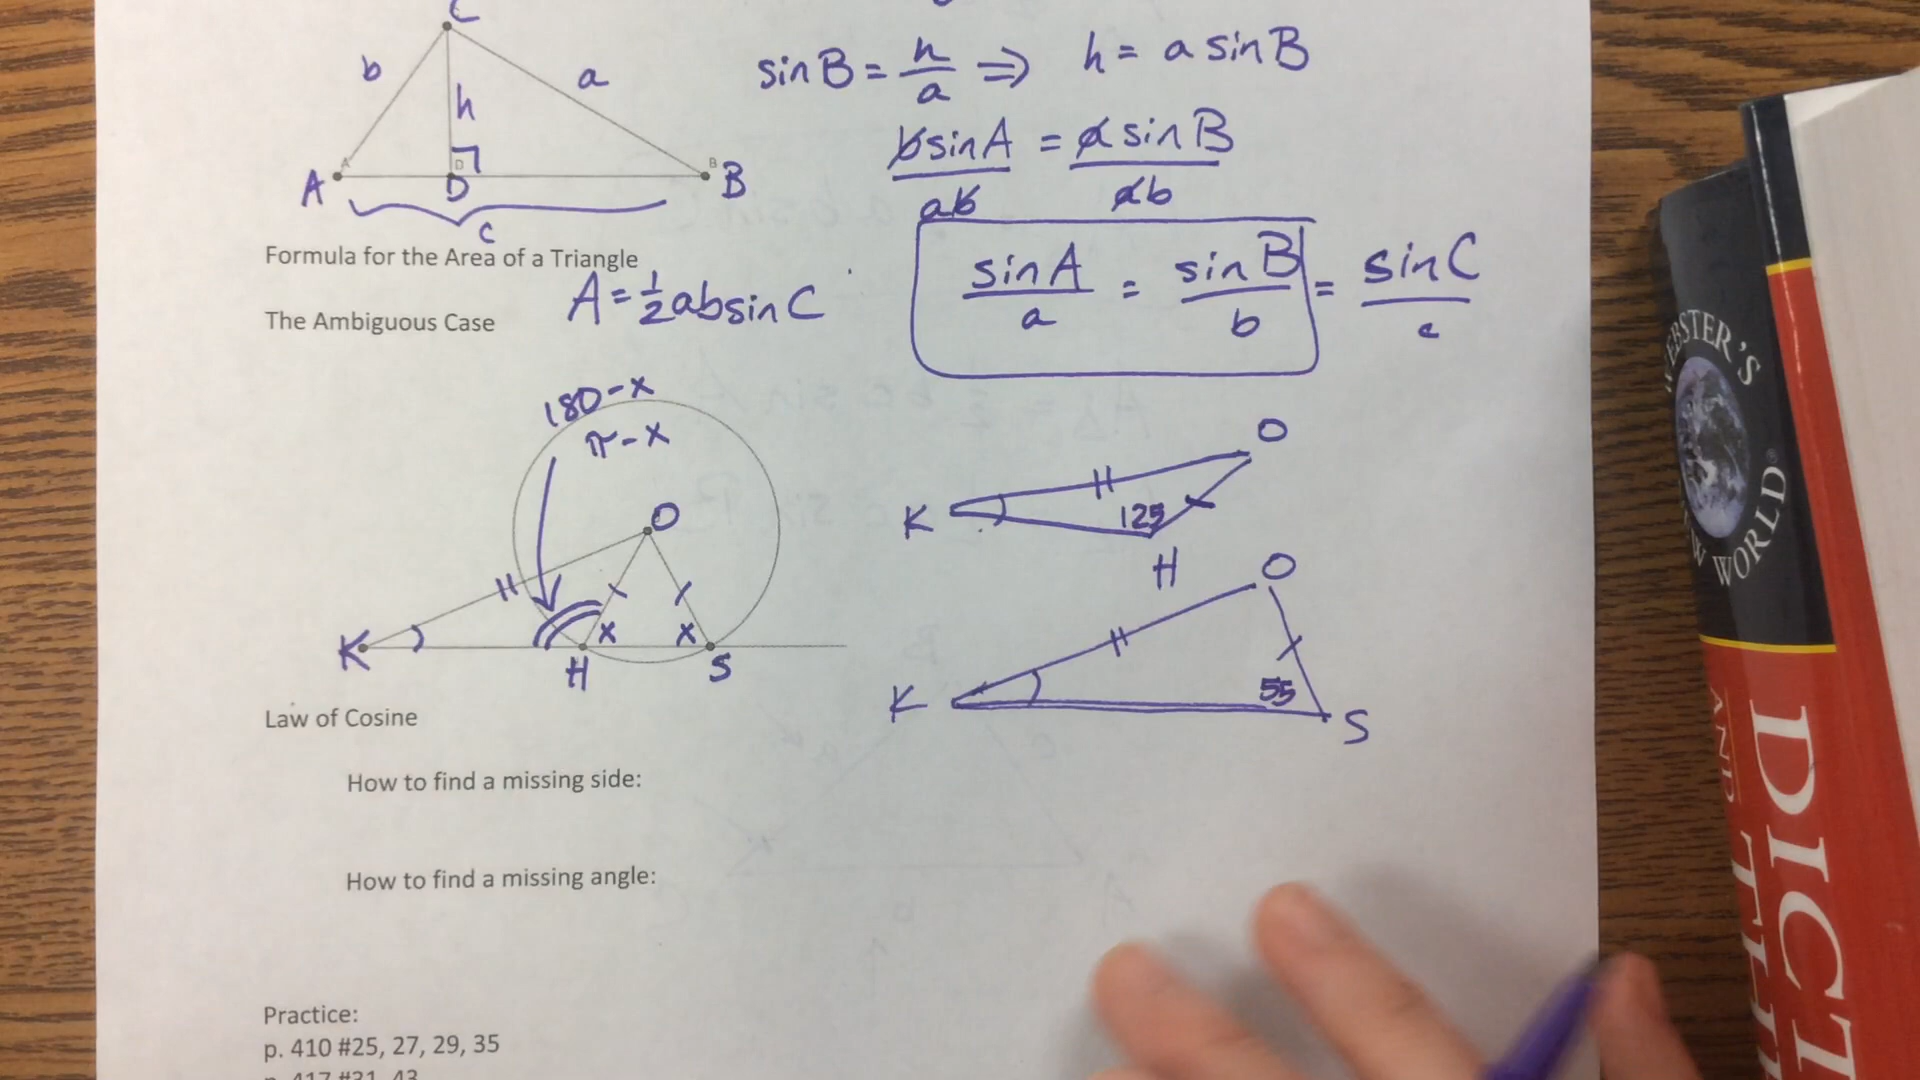 C
b
a
h
A
D
B
c
sin B = h/a ⇒ h = a sin B
b sin A / ab = a sin B / ab
sin A / a = sin B / b = sin C / c
Formula for the Area of a Triangle
A = 1/2 ab sin C
The Ambiguous Case
180 - x
π - x
O
K
x
x
H
S
O
K
125
H
O
K
55
S
Law of Cosine
How to find a missing side:
How to find a missing angle:
Practice:
p. 410 #25, 27, 29, 35
WORLD
AND